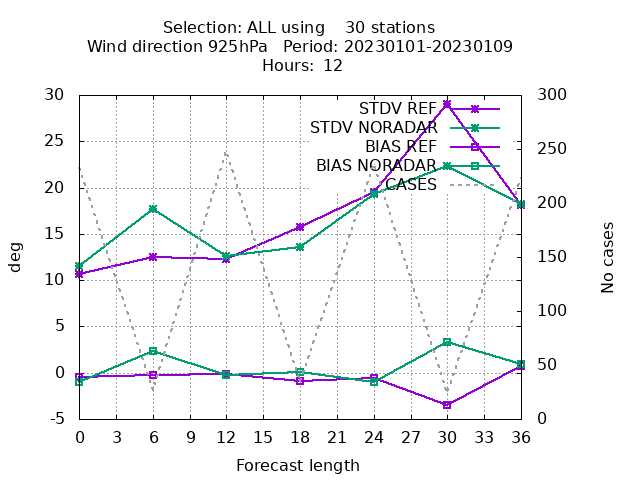 Selection: ALL using    30 stations
Wind direction 925hPa   Period: 20230101-20230109
Hours:  12
STDV REF
STDV NORADAR
BIAS REF
BIAS NORADAR
CASES
30
25
20
15
10
5
0
-5
300
250
200
150
100
50
0
deg
No cases
0 3 6 9 12 15 18 21 24 27 30 33 36
Forecast length